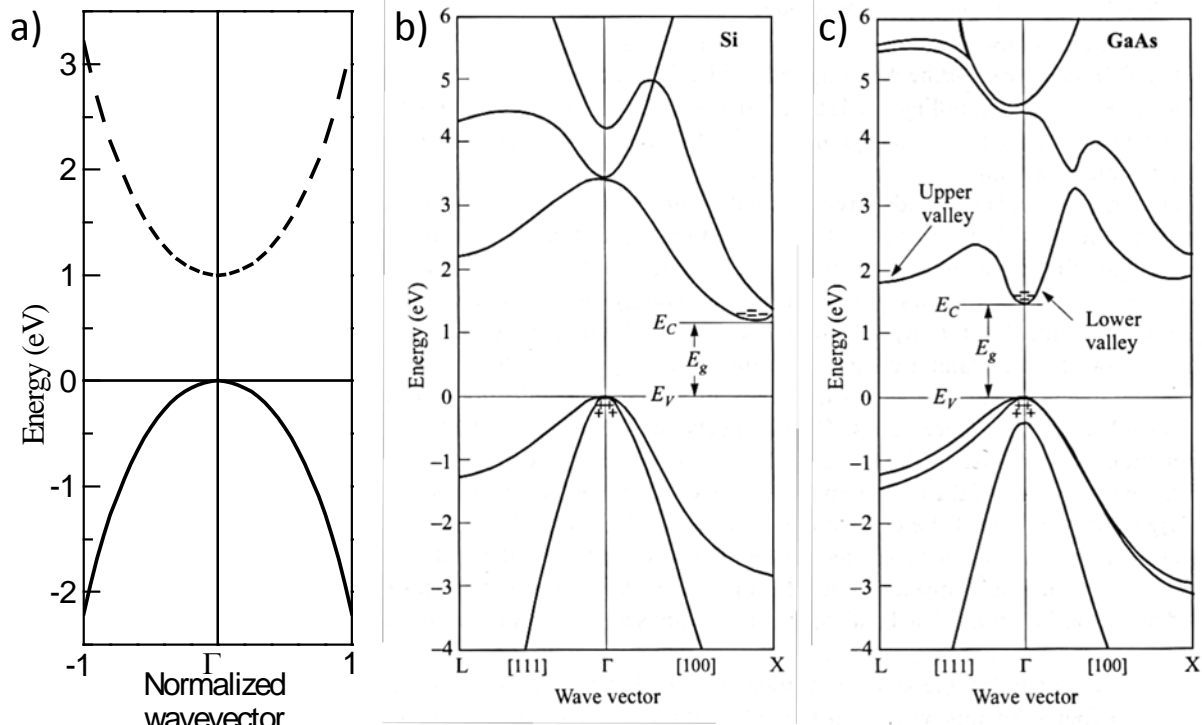 a)
3
2
1
0
-1
-2
Energy (eV)
-1
Γ
1
Normalized
wavevector
b)
Si
6
5
4
3
2
1
0
−1
−2
−3
−4
Energy (eV)
E_C
E_g
E_V
L
[111]
Γ
[100]
X
Wave vector
c)
GaAs
6
5
4
3
2
1
0
−1
−2
−3
−4
Energy (eV)
Upper
valley
E_C
Lower
valley
E_g
E_V
L
[111]
Γ
[100]
X
Wave vector